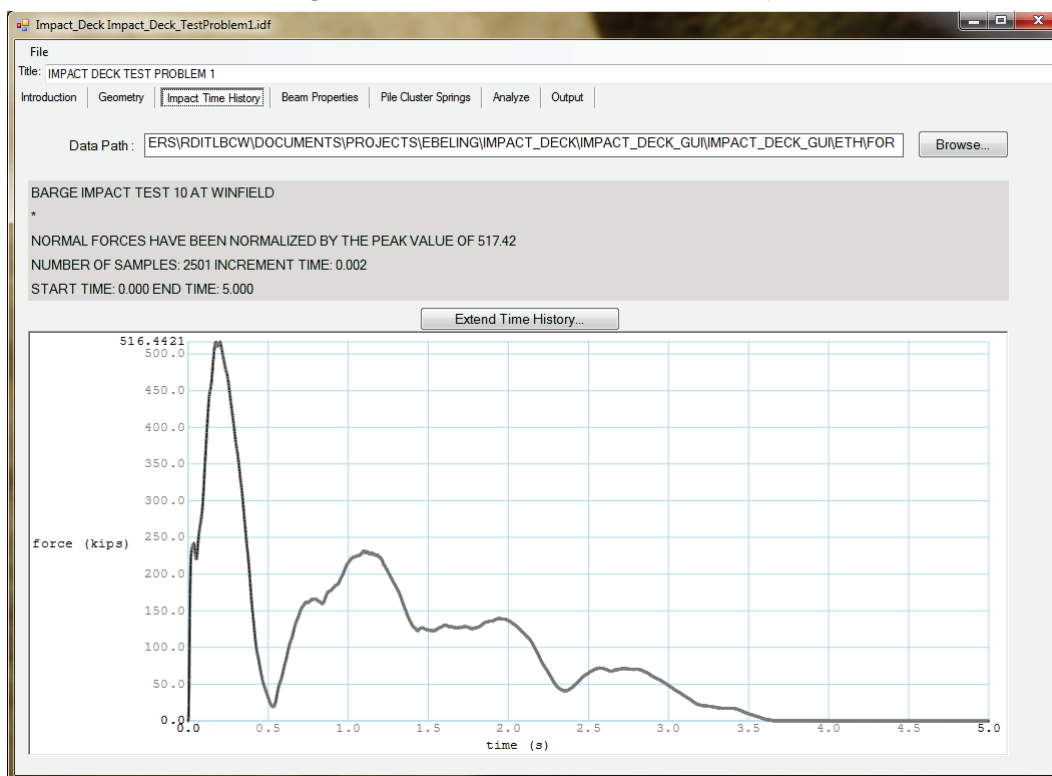 Impact_Deck Impact_Deck_TestProblem1.idf
File
Title: IMPACT DECK TEST PROBLEM 1
Introduction Geometry Impact Time History Beam Properties Pile Cluster Springs Analyze Output
Data Path : ERS\RDITLBCW\DOCUMENTS\PROJECTS\EBELING\IMPACT_DECK\IMPACT_DECK_GUI\IMPACT_DECK_GUI\ETH\FOR Browse...
BARGE IMPACT TEST 10 AT WINFIELD
*
NORMAL FORCES HAVE BEEN NORMALIZED BY THE PEAK VALUE OF 517.42
NUMBER OF SAMPLES: 2501 INCREMENT TIME: 0.002
START TIME: 0.000 END TIME: 5.000
Extend Time History...
516.4421
500.0
450.0
400.0
350.0
300.0
force (kips) 250.0
200.0
150.0
100.0
50.0
0.0
0.0 0.5 1.0 1.5 2.0 2.5 3.0 3.5 4.0 4.5 5.0
time (s)